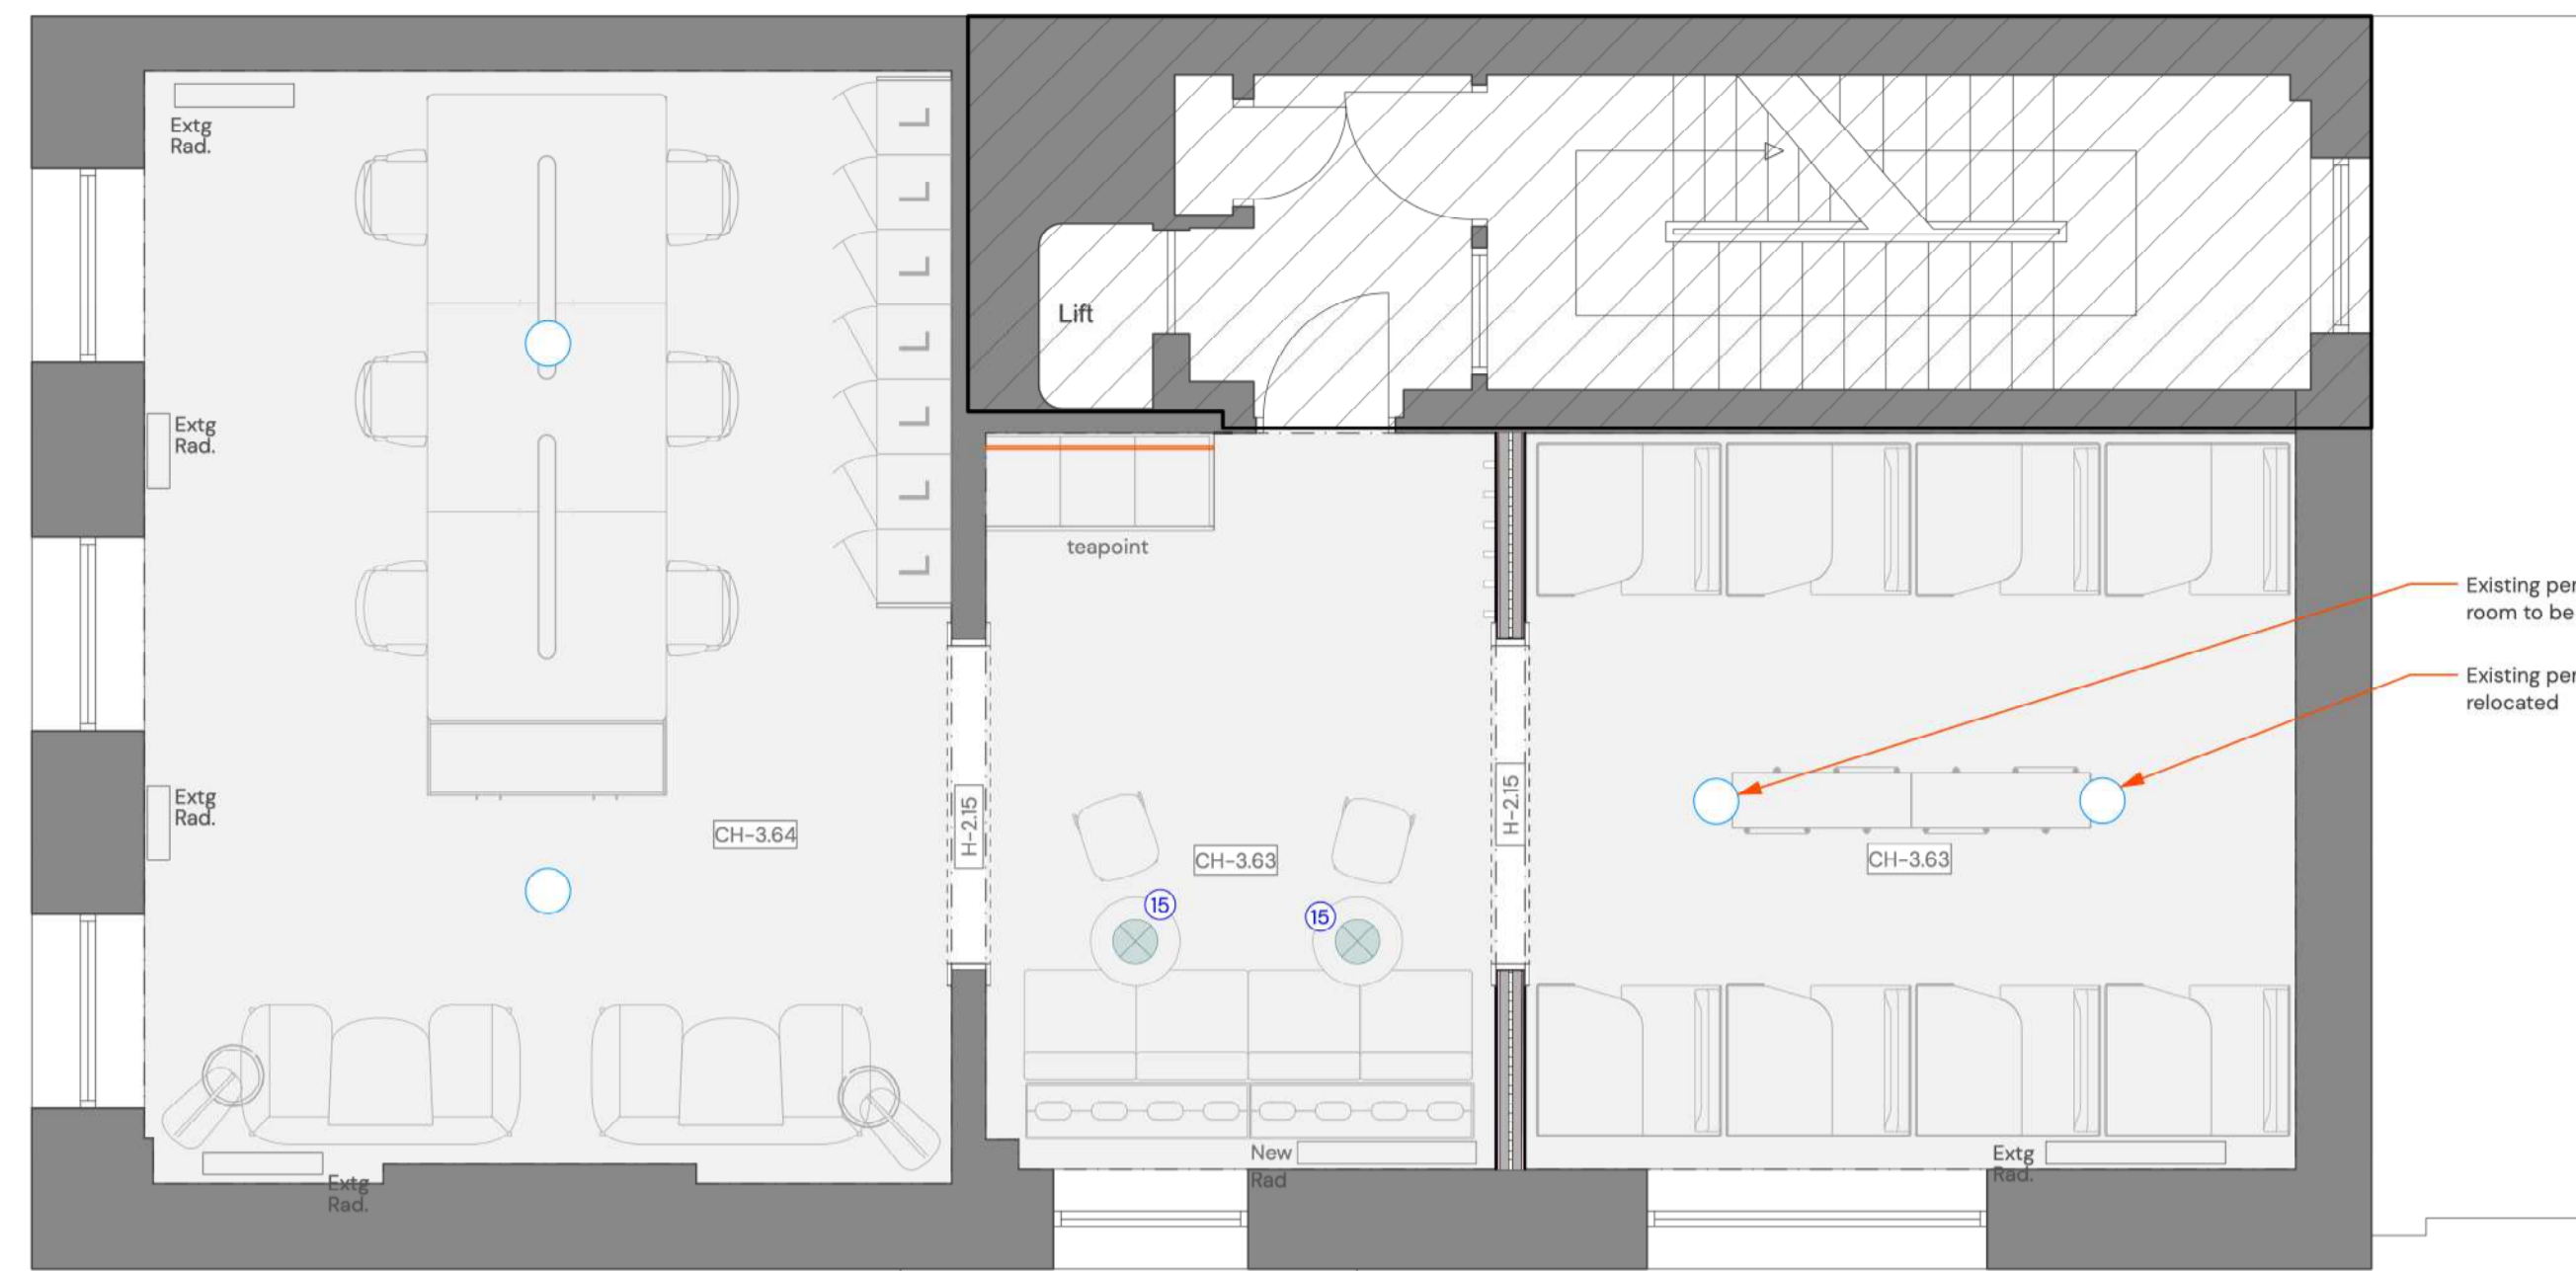 Extg
Rad.
L
L
L
L
L
L
L
Lift
Extg
Rad.
teapoint
Existing per
room to be
Existing per
relocated
Extg
Rad.
CH-3.64
H-2.15
H-2.15
CH-3.63
CH-3.63
15
15
New
Rad
Extg
Rad.
Extg
Rad.